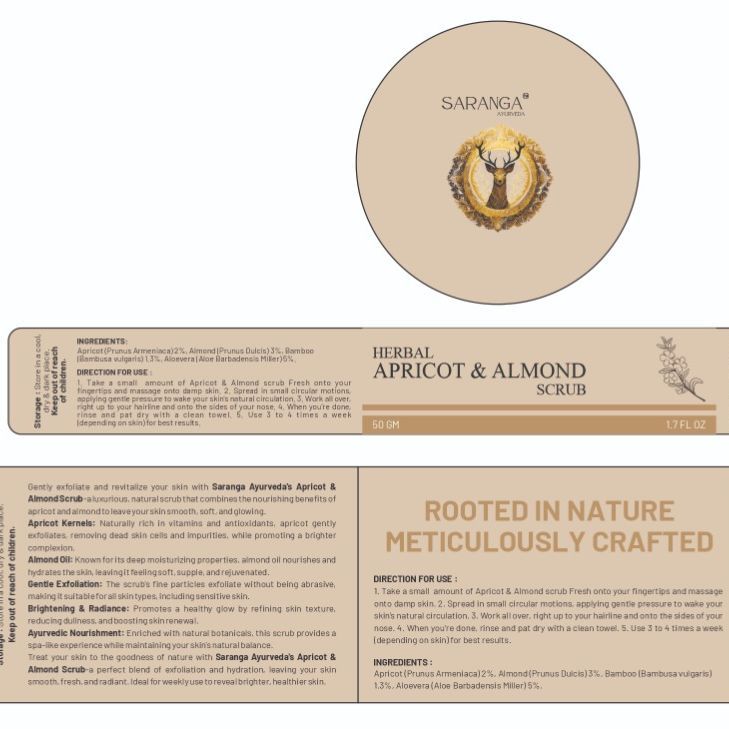 SARANGA
AYURVEDA
Storage : Store in a cool,
dry & dark place,
Keep out of reach
of children.
INGREDIENTS:
Apricot (Prunus Armeniaca) 2%, Almond (Prunus Dulcis) 3%, Bamboo
(Bambusa vulgaris) 1.3%, Aloevera (Aloe Barbadensis Miller) 5%,
DIRECTION FOR USE :
1. Take a small amount of Apricot & Almond scrub Fresh onto your
fingertips and massage onto damp skin. 2. Spread in small circular motions,
applying gentle pressure to wake your skin's natural circulation. 3. Work all over,
right up to your hairline and onto the sides of your nose. 4. When you're done,
rinse and pat dry with a clean towel. 5. Use 3 to 4 times a week
(depending on skin) for best results.
HERBAL
APRICOT & ALMOND
SCRUB
50 GM
1.7 FL OZ
Storage : Store in a cool, dry & dark place,
Keep out of reach of children.
Gently exfoliate and revitalize your skin with Saranga Ayurveda's Apricot &
Almond Scrub-a luxurious, natural scrub that combines the nourishing benefits of
apricot and almond to leave your skin smooth, soft, and glowing.
Apricot Kernels: Naturally rich in vitamins and antioxidants, apricot gently
exfoliates, removing dead skin cells and impurities, while promoting a brighter
complexion.
Almond Oil: Known for its deep moisturizing properties, almond oil nourishes and
hydrates the skin, leaving it feeling soft, supple, and rejuvenated.
Gentle Exfoliation: The scrub's fine particles exfoliate without being abrasive,
making it suitable for all skin types, including sensitive skin.
Brightening & Radiance: Promotes a healthy glow by refining skin texture,
reducing dullness, and boosting skin renewal.
Ayurvedic Nourishment: Enriched with natural botanicals, this scrub provides a
spa-like experience while maintaining your skin's natural balance.
Treat your skin to the goodness of nature with Saranga Ayurveda's Apricot &
Almond Scrub-a perfect blend of exfoliation and hydration, leaving your skin
smooth, fresh, and radiant. Ideal for weekly use to reveal brighter, healthier skin.
ROOTED IN NATURE
METICULOUSLY CRAFTED
DIRECTION FOR USE :
1. Take a small amount of Apricot & Almond scrub Fresh onto your fingertips and massage
onto damp skin. 2. Spread in small circular motions, applying gentle pressure to wake your
skin's natural circulation. 3. Work all over, right up to your hairline and onto the sides of your
nose. 4. When you're done, rinse and pat dry with a clean towel. 5. Use 3 to 4 times a week
(depending on skin) for best results.
INGREDIENTS :
Apricot (Prunus Armeniaca) 2%, Almond (Prunus Dulcis) 3%, Bamboo (Bambusa vulgaris)
1.3%, Aloevera (Aloe Barbadensis Miller) 5%,